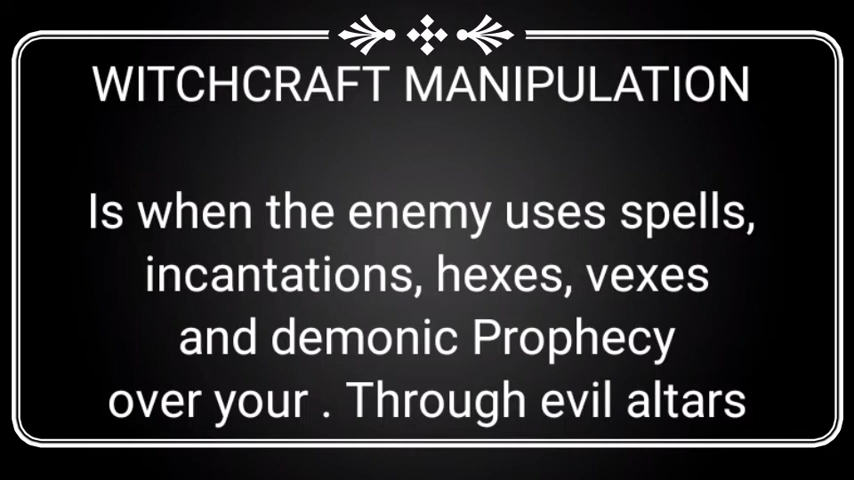 WITCHCRAFT MANIPULATION
Is when the enemy uses spells,
incantations, hexes, vexes
and demonic Prophecy
over your . Through evil altars